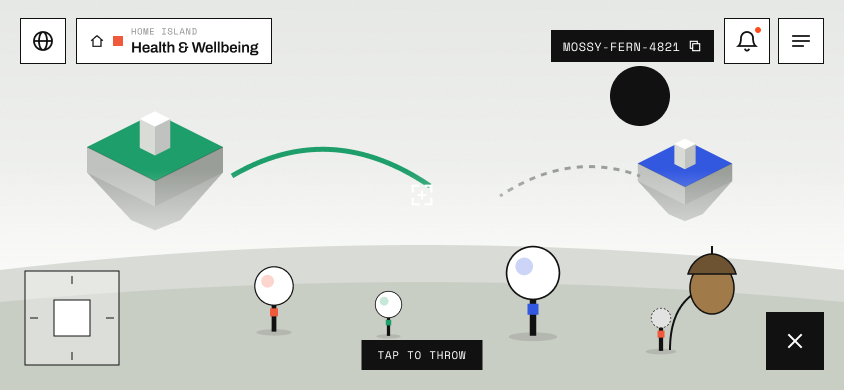 HOME ISLAND
Health & Wellbeing
MOSSY-FERN-4821
TAP TO THROW